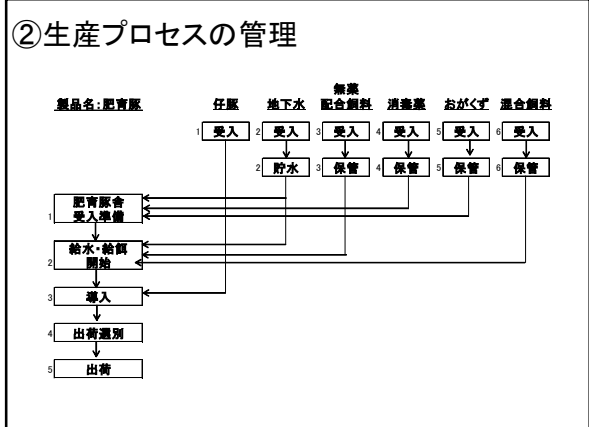 ②生産プロセスの管理
製品名:肥育豚
仔豚
地下水
無薬
配合飼料
消毒薬
おがくず
混合飼料
1 受入
2 受入
3 受入
4 受入
5 受入
6 受入
2 貯水
3 保管
4 保管
5 保管
6 保管
肥育豚舎
1 受入準備
給水・給餌
2 開始
3 導入
4 出荷選別
5 出荷